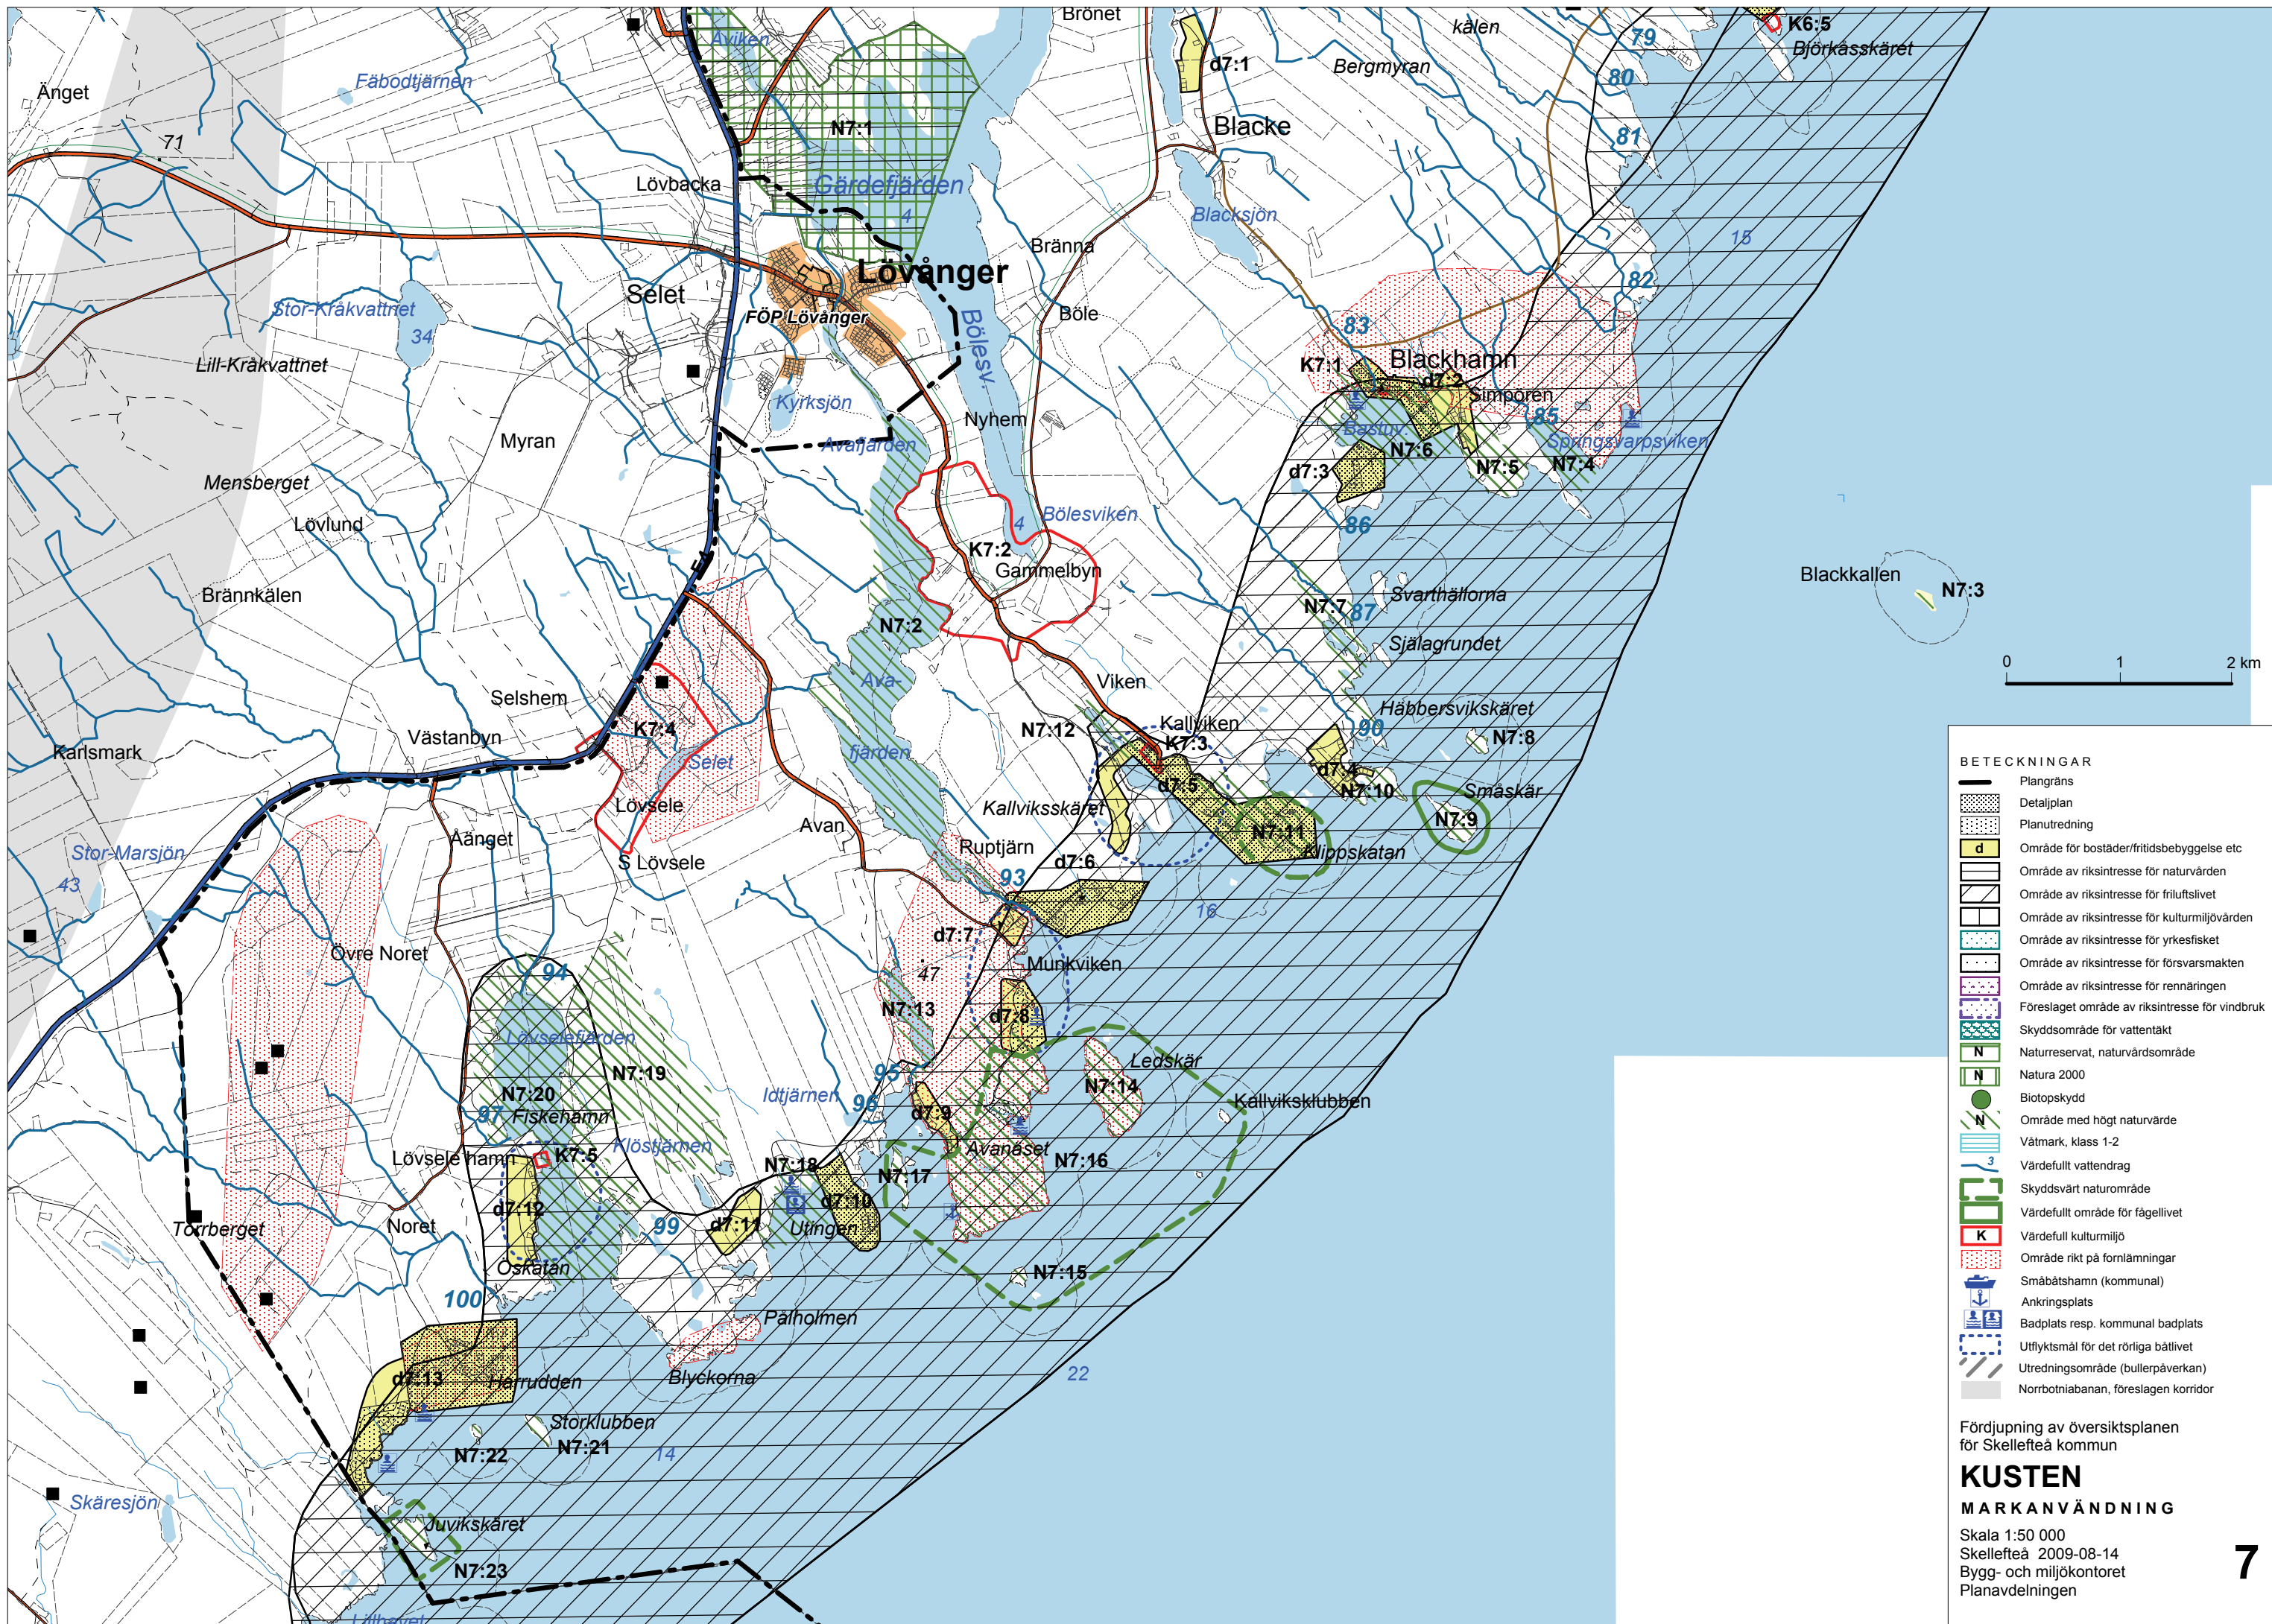 Brönet
K6:5
79
kålen
Björkåsskäret
Aviken
d7:1
Bergmyran
80
Fäbodtjärnen
Änget
N7:1
Blacke
81
71
Lövbacka
Gärdefjärden
4
Blacksjön
15
Bränna
Lövånger
82
Selet
Stor-Kråkvattnet
FÖP Lövånger
Böle
83
34
Bölesv.
Blackhamn
Lill-Kråkvattnet
K7:1
d7:2
Simpören
Kyrksjön
Nyhem
85
Bastuv.
Myran
Avafjärden
N7:6
Springsvarpsviken
d7:3
N7:5
N7:4
Mensberget
Lövlund
4
Bölesviken
86
K7:2
E4
Gammelbyn
Blackkallen
N7:3
Brännkälen
Svarthällorna
N7:7
87
N7:2
Själagrundet
0
1
2 km
Ava-
Viken
Selshem
Häbbersvikskäret
K7:4
N7:12
Kallviken
90
N7:8
Västanbyn
K7:3
Karlsmark
fjärden
Selet
d7:4
d7:5
N7:10
Småskär
Lövsele
Kallviksskäret
Avan
N7:9
N7:11
Åänget
Ruptjärn
Klippskatan
Stor-Marsjön
S Lövsele
d7:6
43
93
16
d7:7
Övre Noret
47
Munkviken
94
N7:13
d7:8
Lövselefjärden
Ledskär
N7:19
95
N7:14
N7:20
Idtjärnen
96
Kallviksklubben
97
Fiskehamn
d7:9
Klöstjärnen
Avanäset
Lövsele hamn
K7:5
N7:18
N7:16
N7:17
d7:12
d7:10
Torrberget
Noret
99
d7:11
Utingen
Öskatan
N7:15
100
Pålholmen
d7:13
Harrudden
Blyckorna
22
Storklubben
N7:22
N7:21
14
Skäresjön
Juvikskäret
N7:23
Lillhavet
BETECKNINGAR
Plangräns
Detaljplan
Planutredning
d Område för bostäder/fritidsbebyggelse etc
Område av riksintresse för naturvården
Område av riksintresse för friluftslivet
Område av riksintresse för kulturmiljövården
Område av riksintresse för yrkesfisket
Område av riksintresse för försvarsmakten
Område av riksintresse för rennäringen
Föreslaget område av riksintresse för vindbruk
Skyddsområde för vattentäkt
N Naturreservat, naturvårdsområde
N Natura 2000
Biotopskydd
N Område med högt naturvärde
Våtmark, klass 1-2
3 Värdefullt vattendrag
Skyddsvärt naturområde
Värdefullt område för fågellivet
K Värdefull kulturmiljö
Område rikt på fornlämningar
Småbåtshamn (kommunal)
Ankringsplats
Badplats resp. kommunal badplats
Utflyktsmål för det rörliga båtlivet
Utredningsområde (bullerpåverkan)
Norrbotniabanan, föreslagen korridor
Fördjupning av översiktsplanen
för Skellefteå kommun
KUSTEN
MARKANVÄNDNING
Skala 1:50 000
Skellefteå 2009-08-14
Bygg- och miljökontoret
Planavdelningen
7